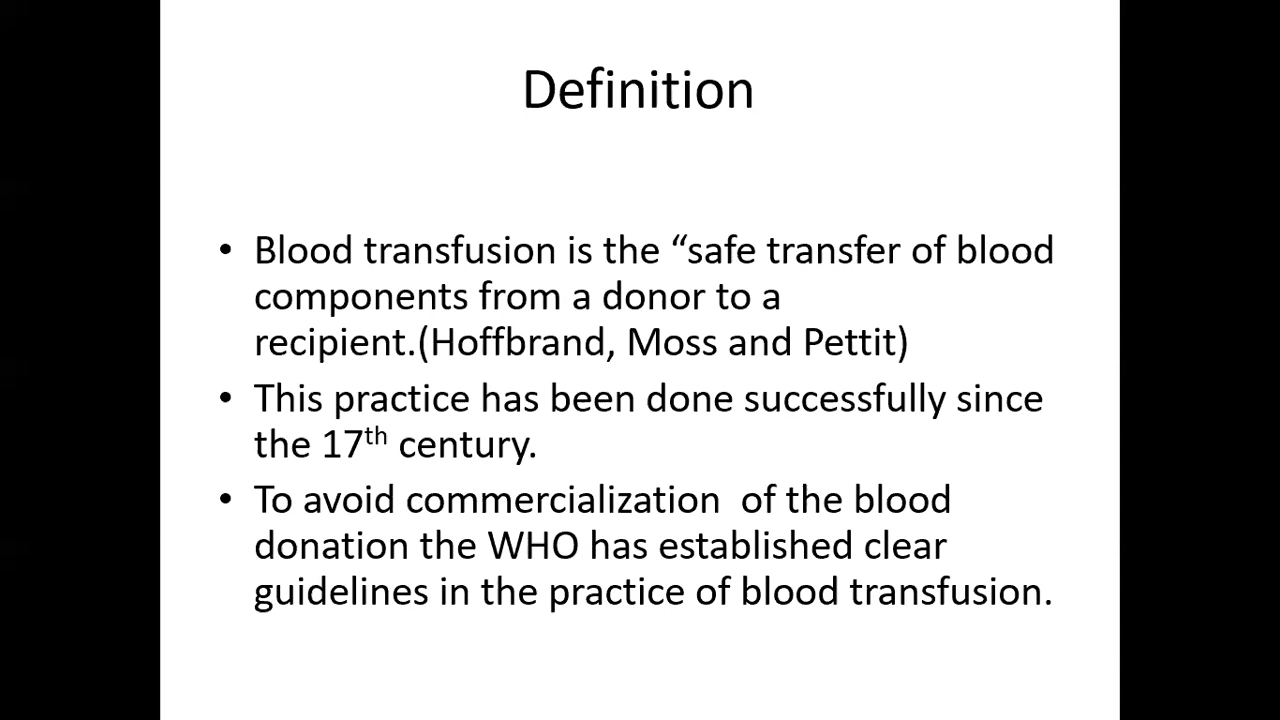 Definition
• Blood transfusion is the “safe transfer of blood
components from a donor to a
recipient.(Hoffbrand, Moss and Pettit)
• This practice has been done successfully since
the 17th century.
• To avoid commercialization  of the blood
donation the WHO has established clear
guidelines in the practice of blood transfusion.